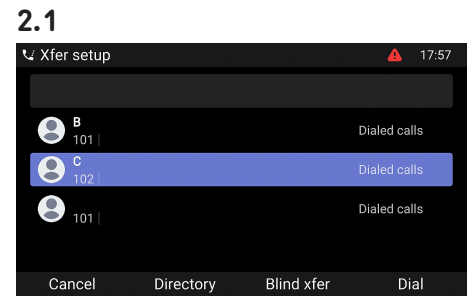 2.1
Xfer setup 17:57
B
101 | Dialed calls
C
102 | Dialed calls
101 | Dialed calls
Cancel Directory Blind xfer Dial